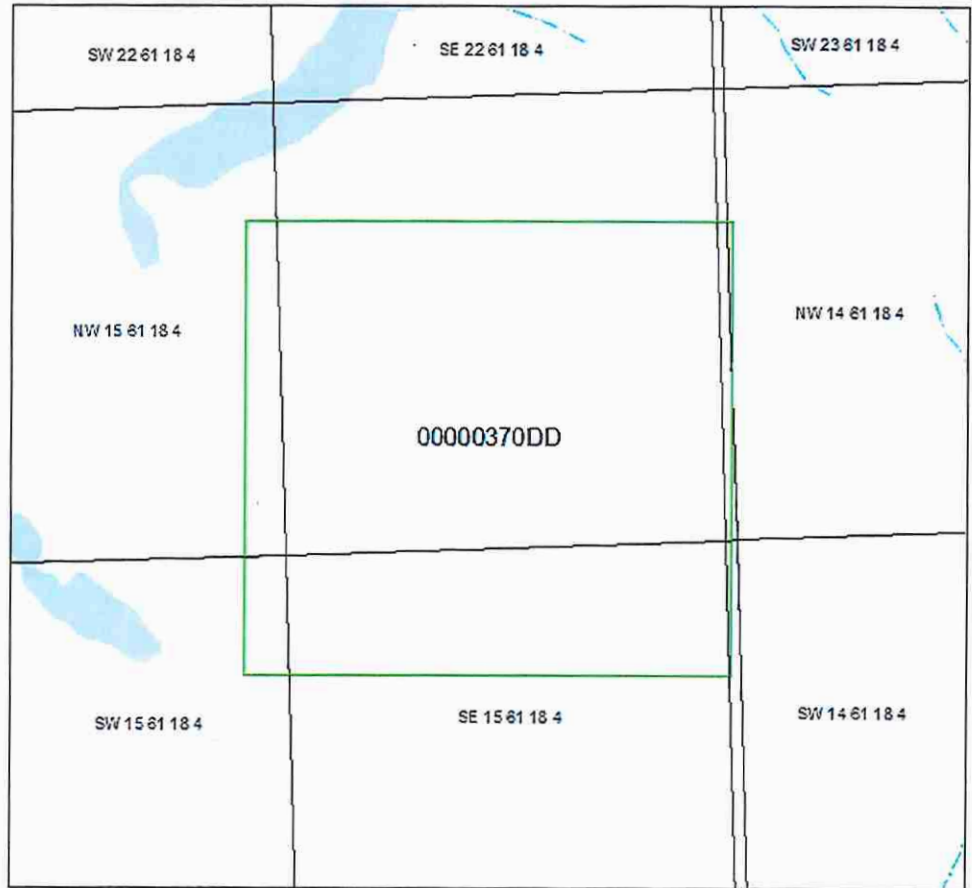 SW 22 61 18 4
SE 22 61 18 4
SW 23 61 18 4
NW 15 61 18 4
NW 14 61 18 4
00000370DD
SW 15 61 18 4
SE 15 61 18 4
SW 14 61 18 4